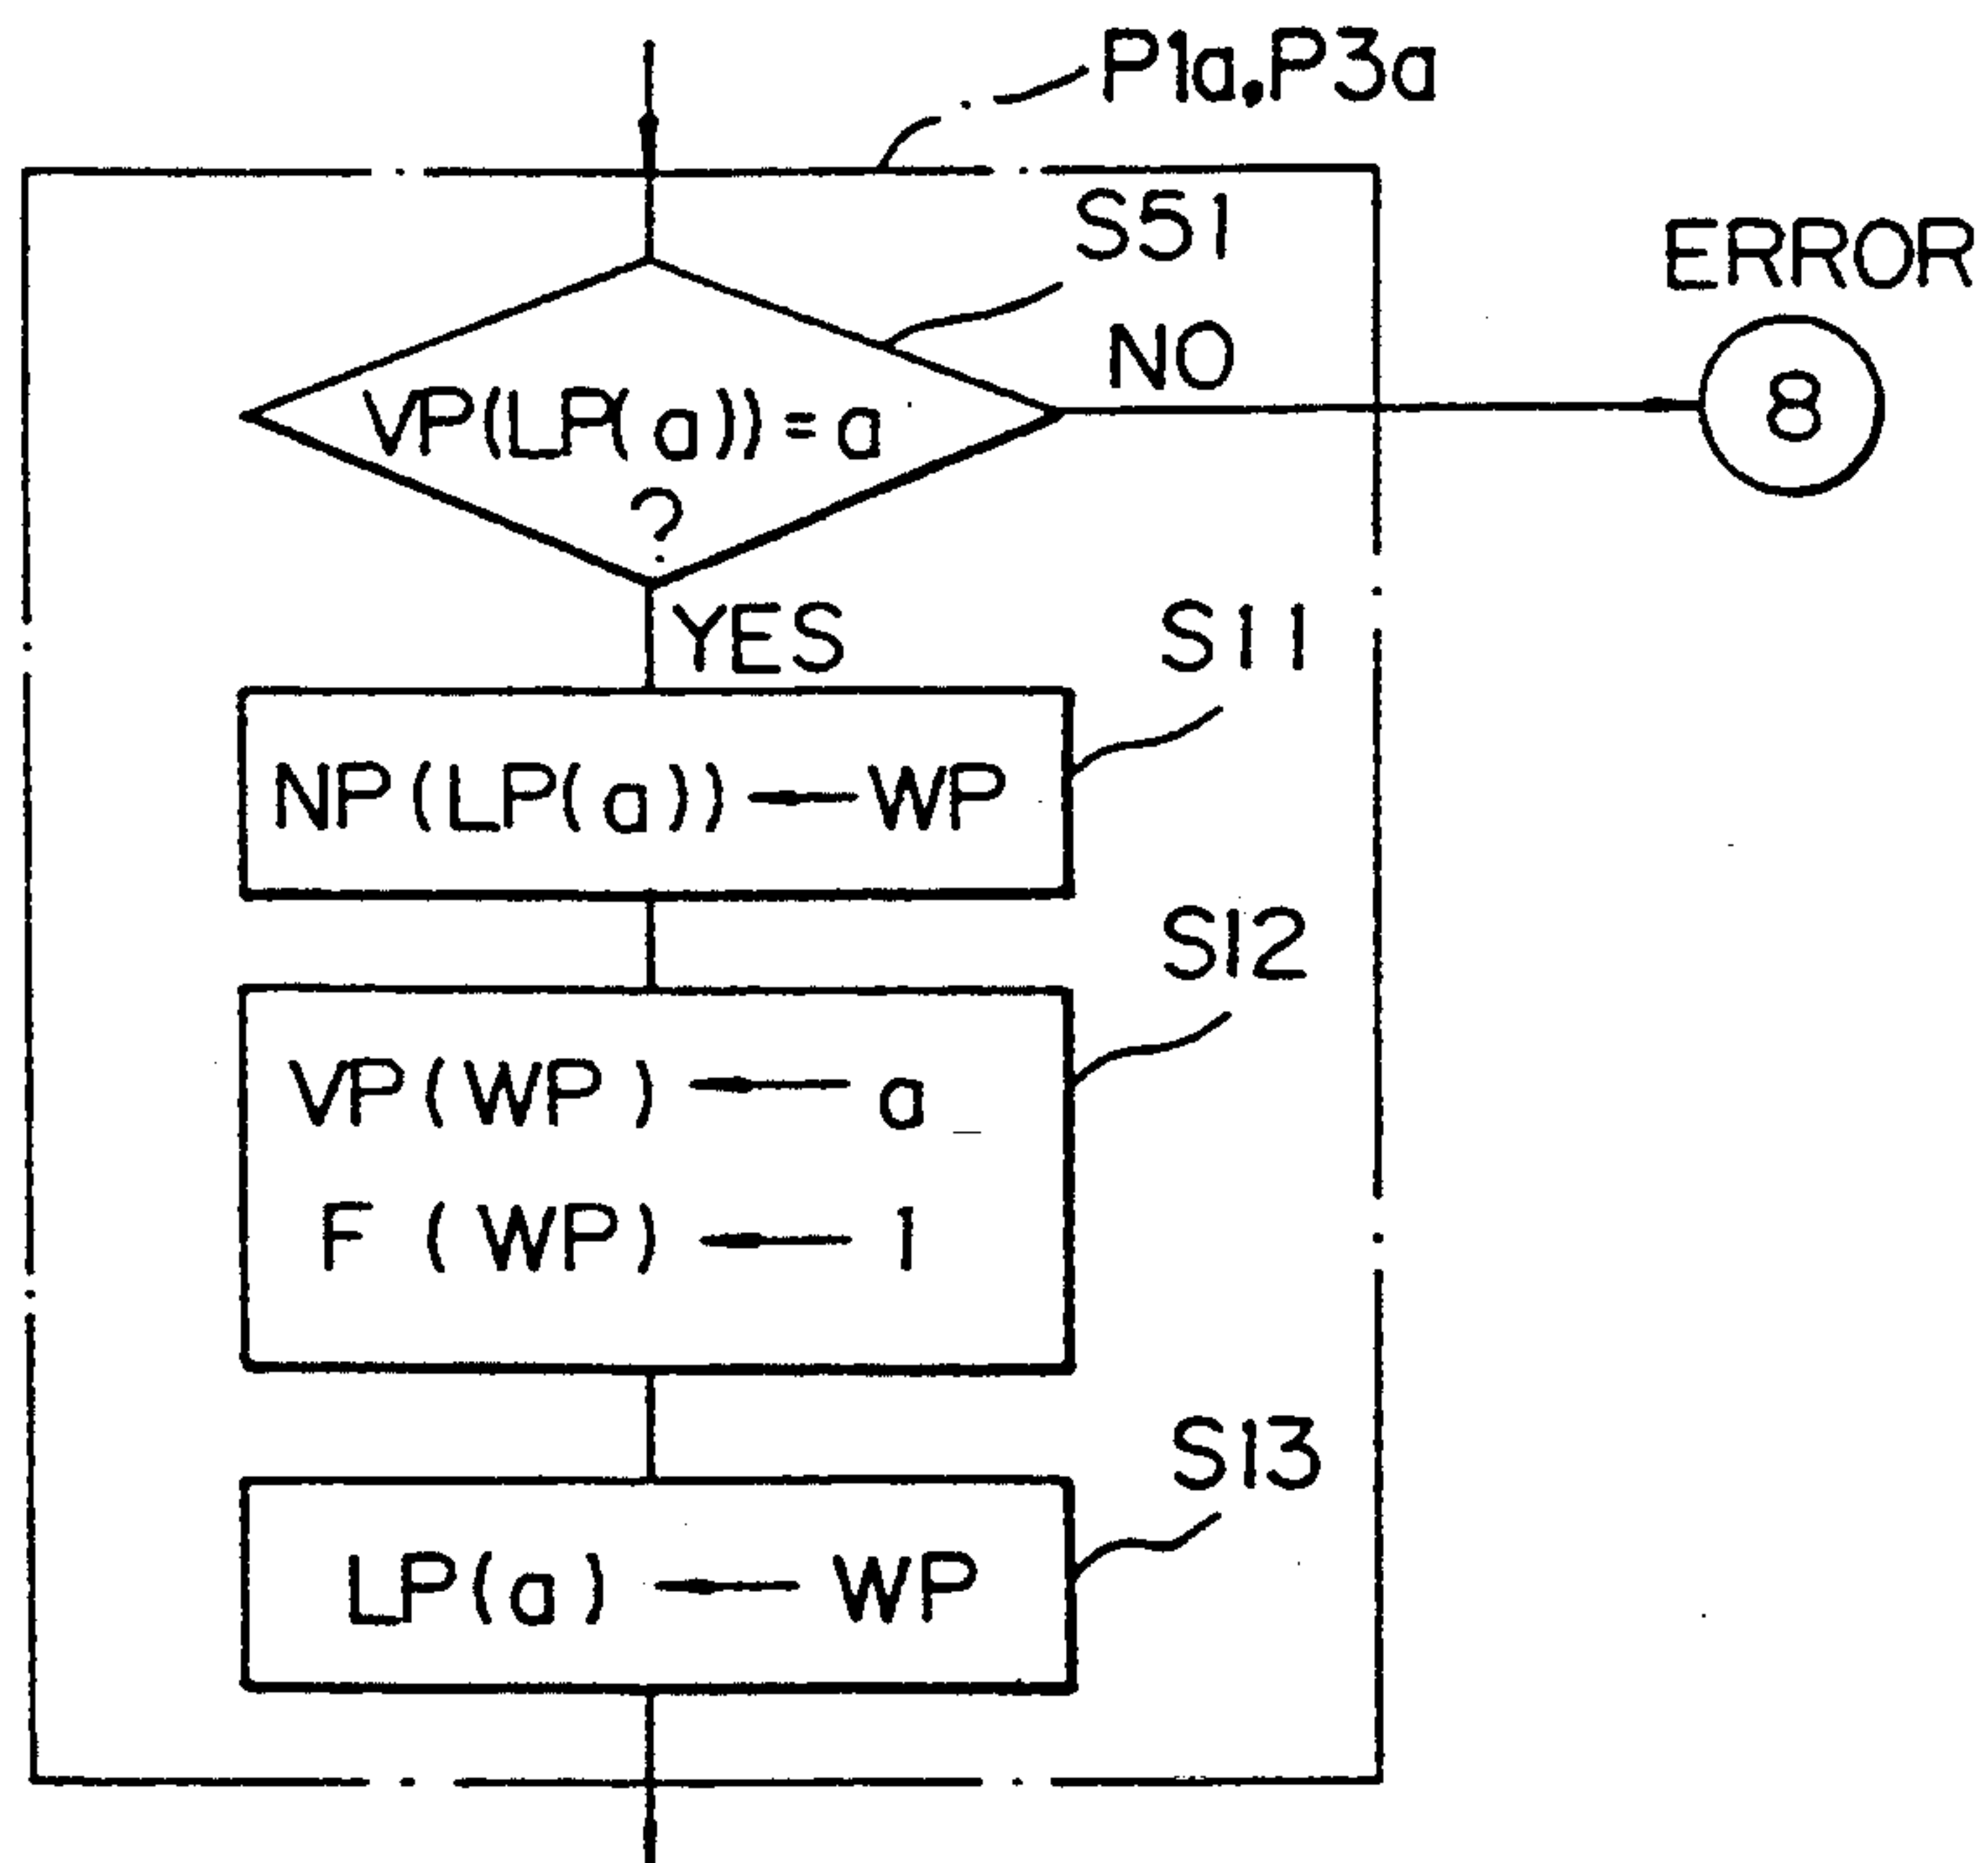 P1a,P3a
S51
ERROR
NO
8
VP(LP(a))=a
?
YES
S11
NP(LP(a)) ← WP
S12
VP(WP) ← a
F (WP) ← 1
S13
LP(a) ← WP